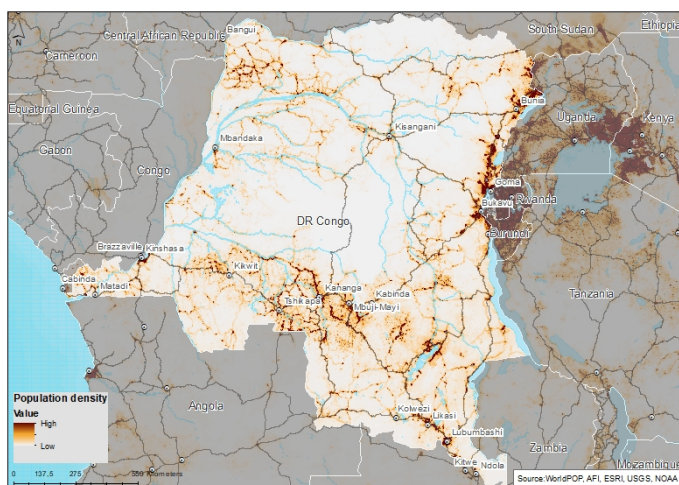 South Sudan
Ethiopia
Central African Republic
Bangui
Cameroon
N
Equatorial Guinea
Gabon
Congo
Mbandaka
Kisangani
Bunia
Uganda
Kenya
Goma
Rwanda
Bukavu
Burundi
DR Congo
Brazzaville
Kinshasa
Kikwit
Kananga
Kabinda
Cabinda
Matadi
Tshikapa
Mbuji-Mayi
Tanzania
Angola
Kolwezi
Likasi
Lubumbashi
Kitwe
Ndola
Zambia
Mozambique
Population density
Value
High
Low
0 137.5 275 550 Kilometers
Source:WorldPOP, AFI, ESRI, USGS, NOAA